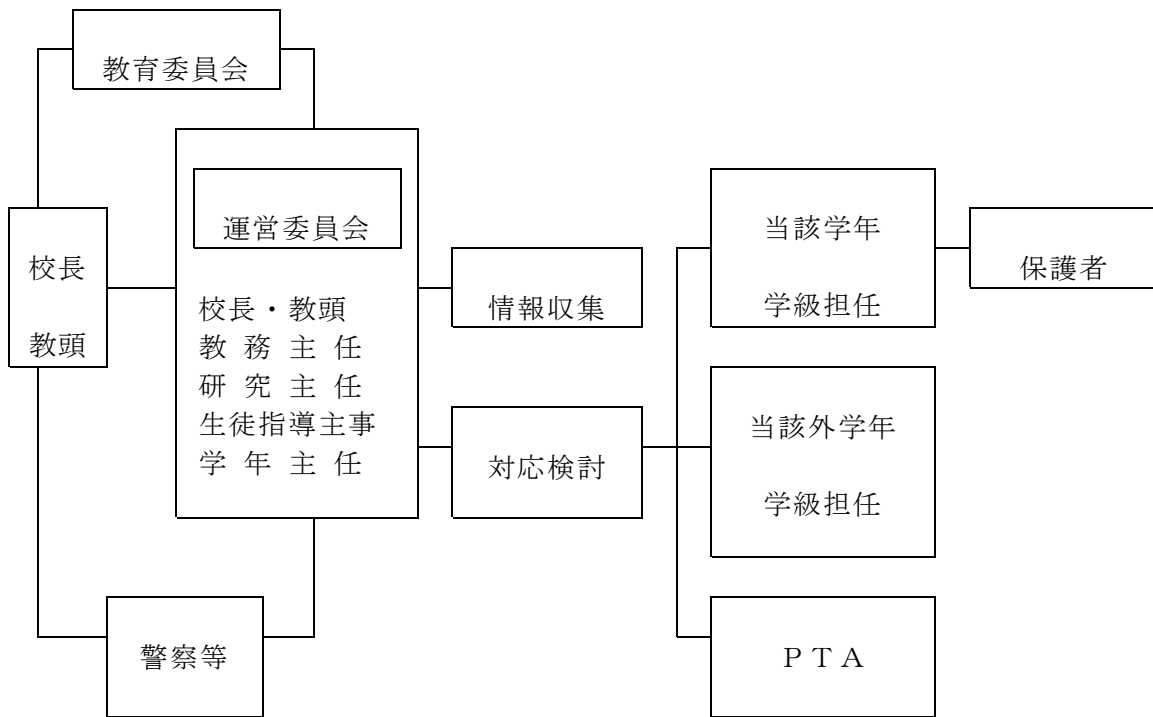 教育委員会
運営委員会
校長
教頭
校長・教頭
教 務 主 任
研 究 主 任
生徒指導主事
学 年 主 任
情報収集
対応検討
当該学年
学級担任
保護者
当該外学年
学級担任
警察等
ＰＴＡ